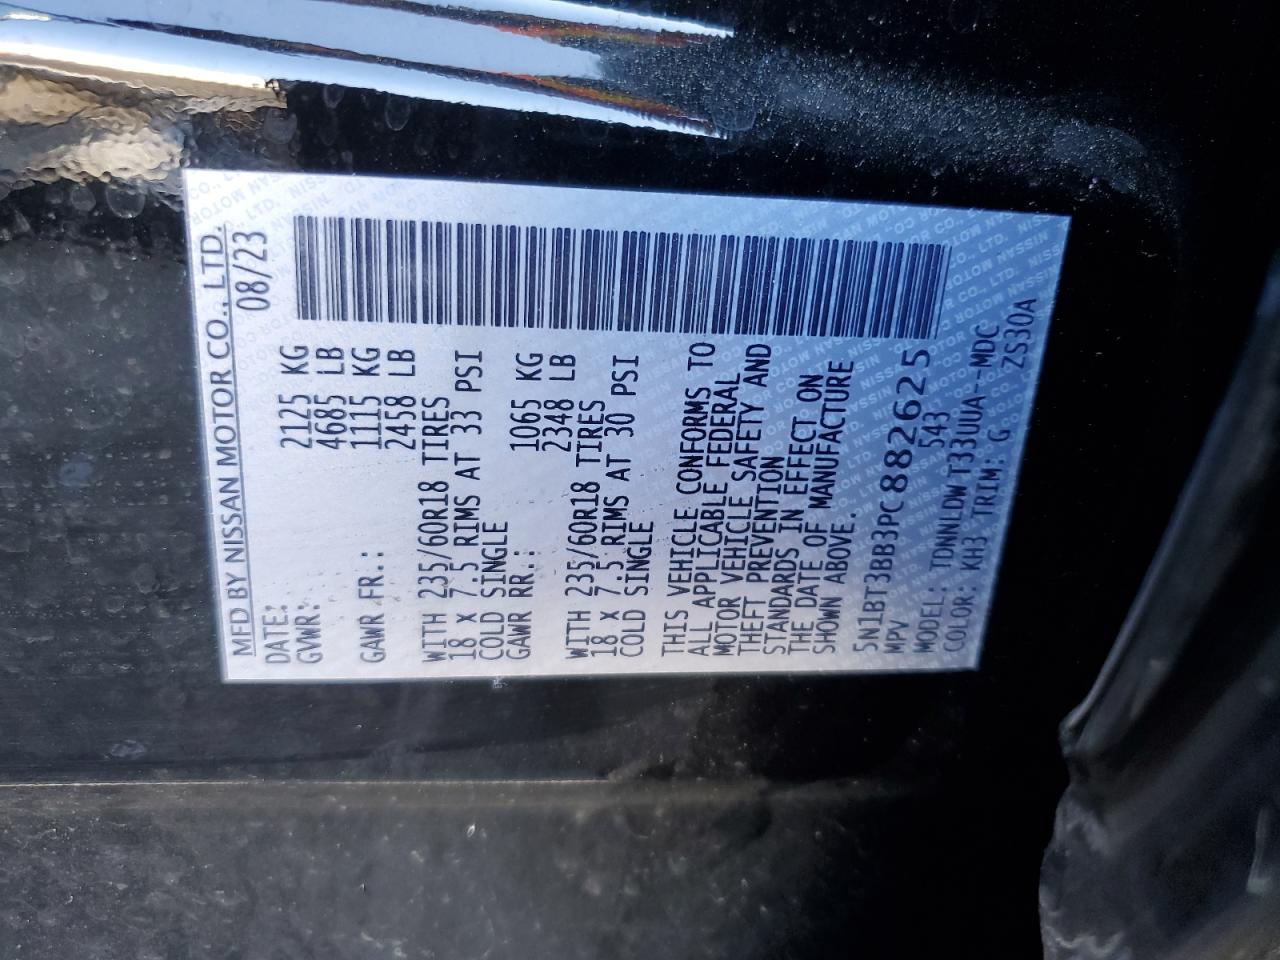 MFD BY NISSAN MOTOR CO., LTD.
DATE: 08/23
GVWR: 2125 KG
4685 LB
GAWR FR.: 1115 KG
2458 LB
WITH 235/60R18 TIRES
18 X 7.5 RIMS AT 33 PSI
COLD SINGLE
GAWR RR.: 1065 KG
2348 LB
WITH 235/60R18 TIRES
18 X 7.5 RIMS AT 30 PSI
COLD SINGLE
THIS VEHICLE CONFORMS TO
ALL APPLICABLE FEDERAL
MOTOR VEHICLE SAFETY AND
THEFT PREVENTION
STANDARDS IN EFFECT ON
THE DATE OF MANUFACTURE
SHOWN ABOVE.
5N1BT3BB3PC882625
MPV 543
MODEL: TDNNLDW T33UUA--MDC
COLOR: KH3 TRIM: G ZS30A